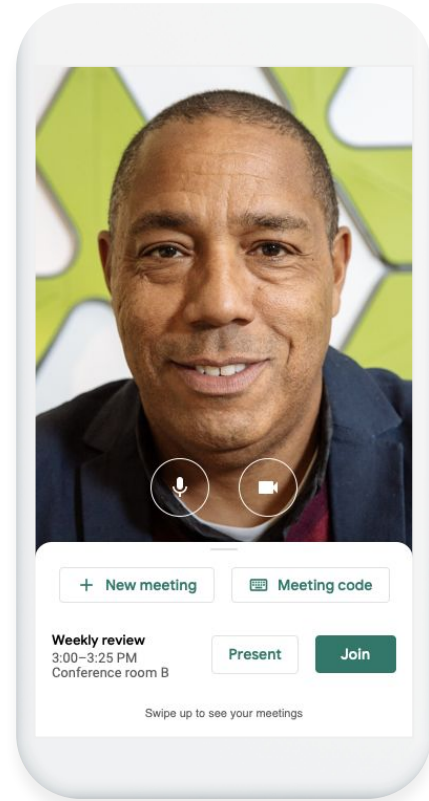 + New meeting
Meeting code
Weekly review
3:00–3:25 PM
Conference room B
Present
Join
Swipe up to see your meetings